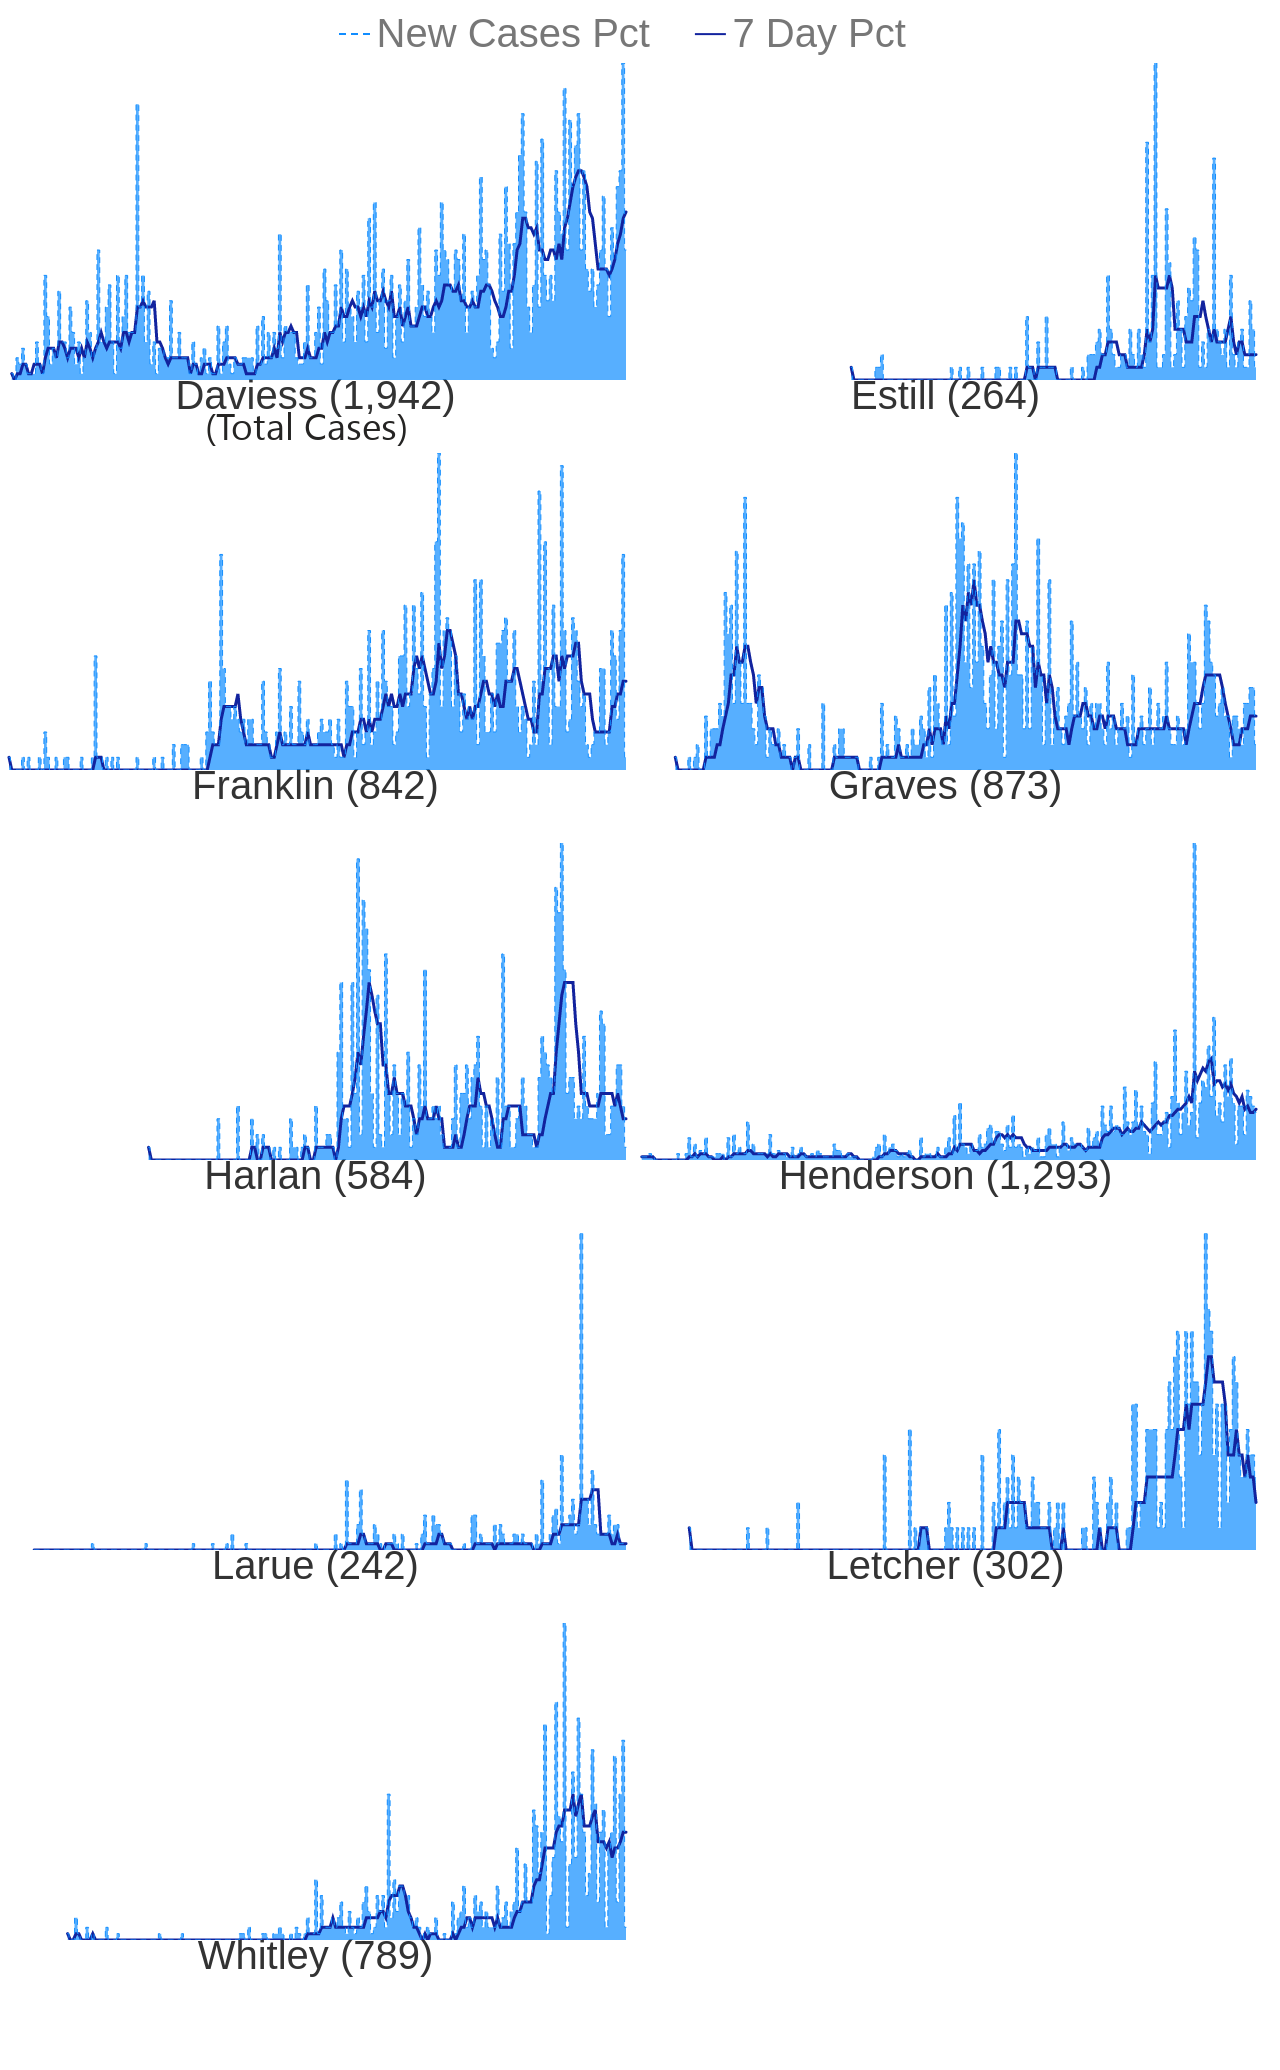 New Cases Pct 7 Day Pct
Daviess (1,942) Estill (264)
(Total Cases)
Franklin (842) Graves (873)
Harlan (584) Henderson (1,293)
Larue (242) Letcher (302)
Whitley (789)